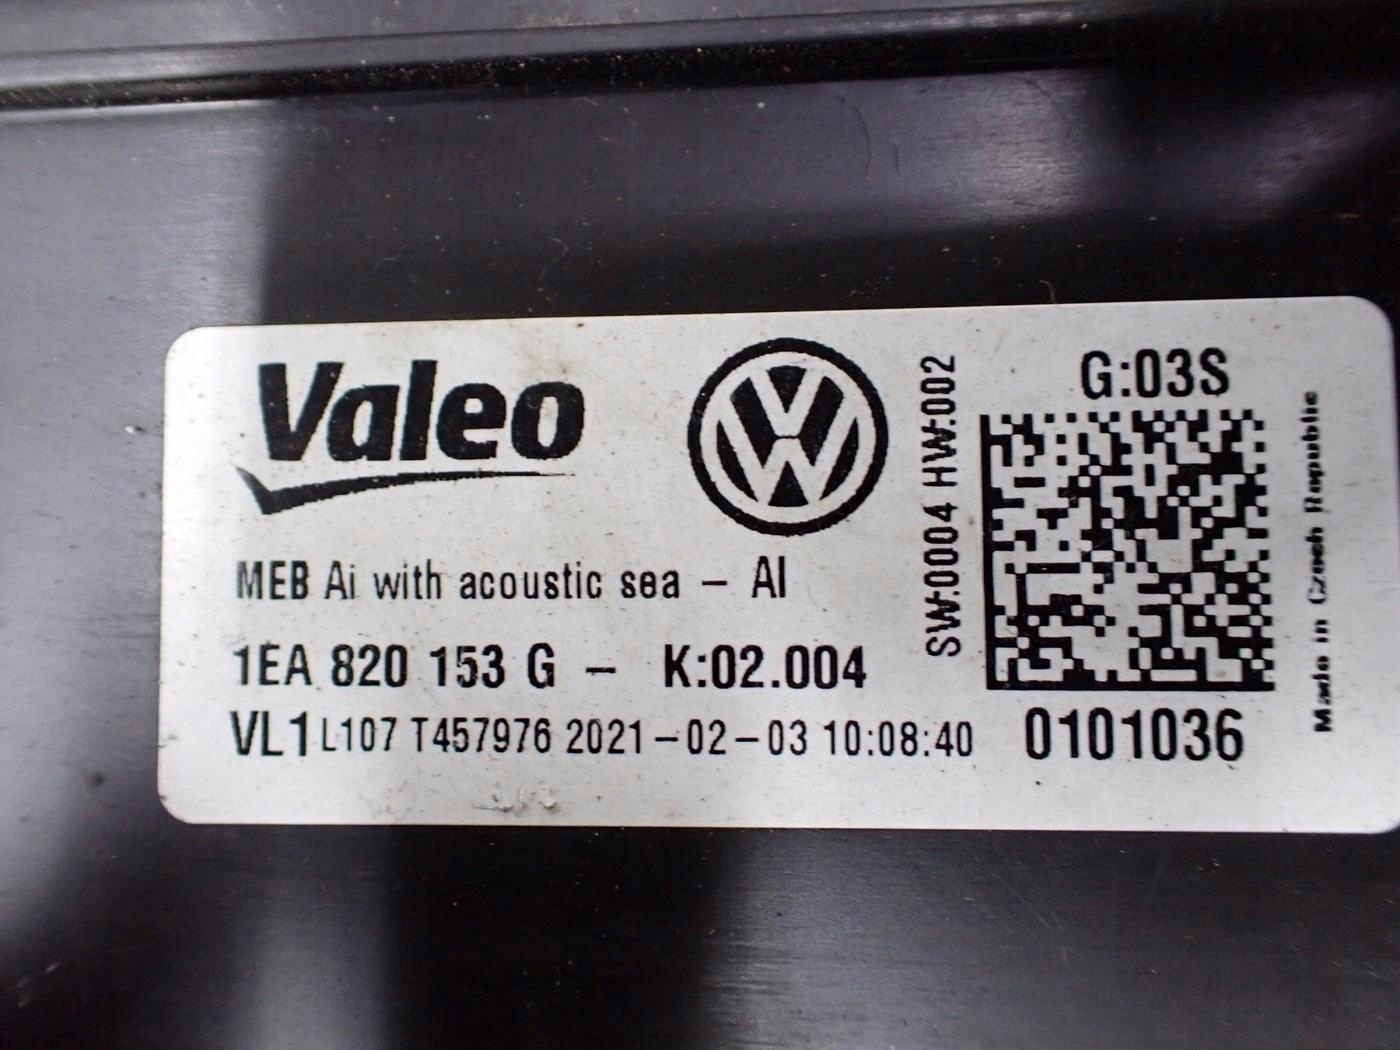 Valeo
MEB Ai with acoustic sea - AI
1EA 820 153 G - K:02.004
VL1 L107 T457976 2021-02-03 10:08:40
SW:0004 HW:002
G:03S
0101036
Made in Czech Republic